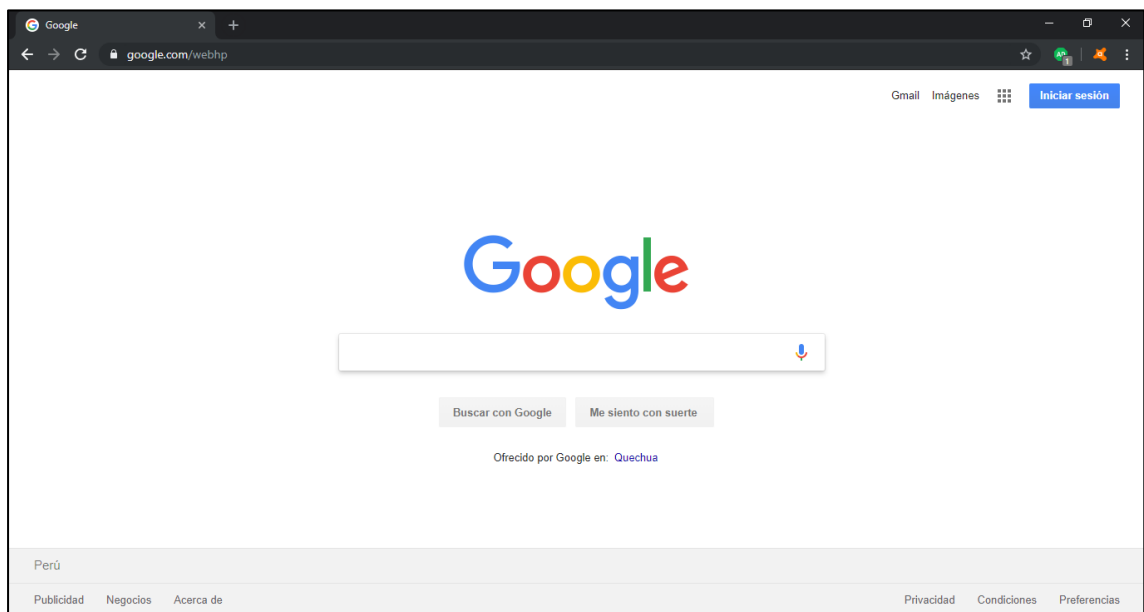 Google
google.com/webhp
Gmail Imágenes Iniciar sesión
Google
Buscar con Google Me siento con suerte
Ofrecido por Google en: Quechua
Perú
Publicidad Negocios Acerca de Privacidad Condiciones Preferencias